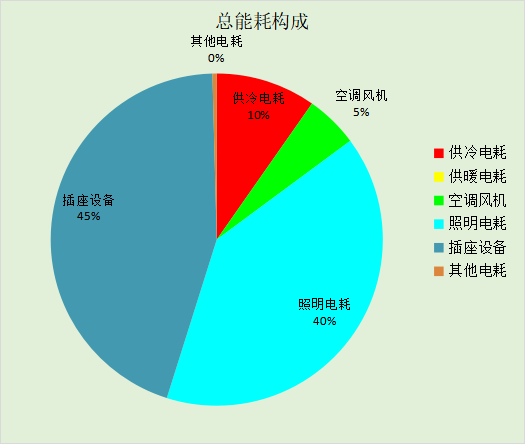 总能耗构成
其他电耗
0%
供冷电耗
10%
空调风机
5%
插座设备
45%
照明电耗
40%
供冷电耗
供暖电耗
空调风机
照明电耗
插座设备
其他电耗